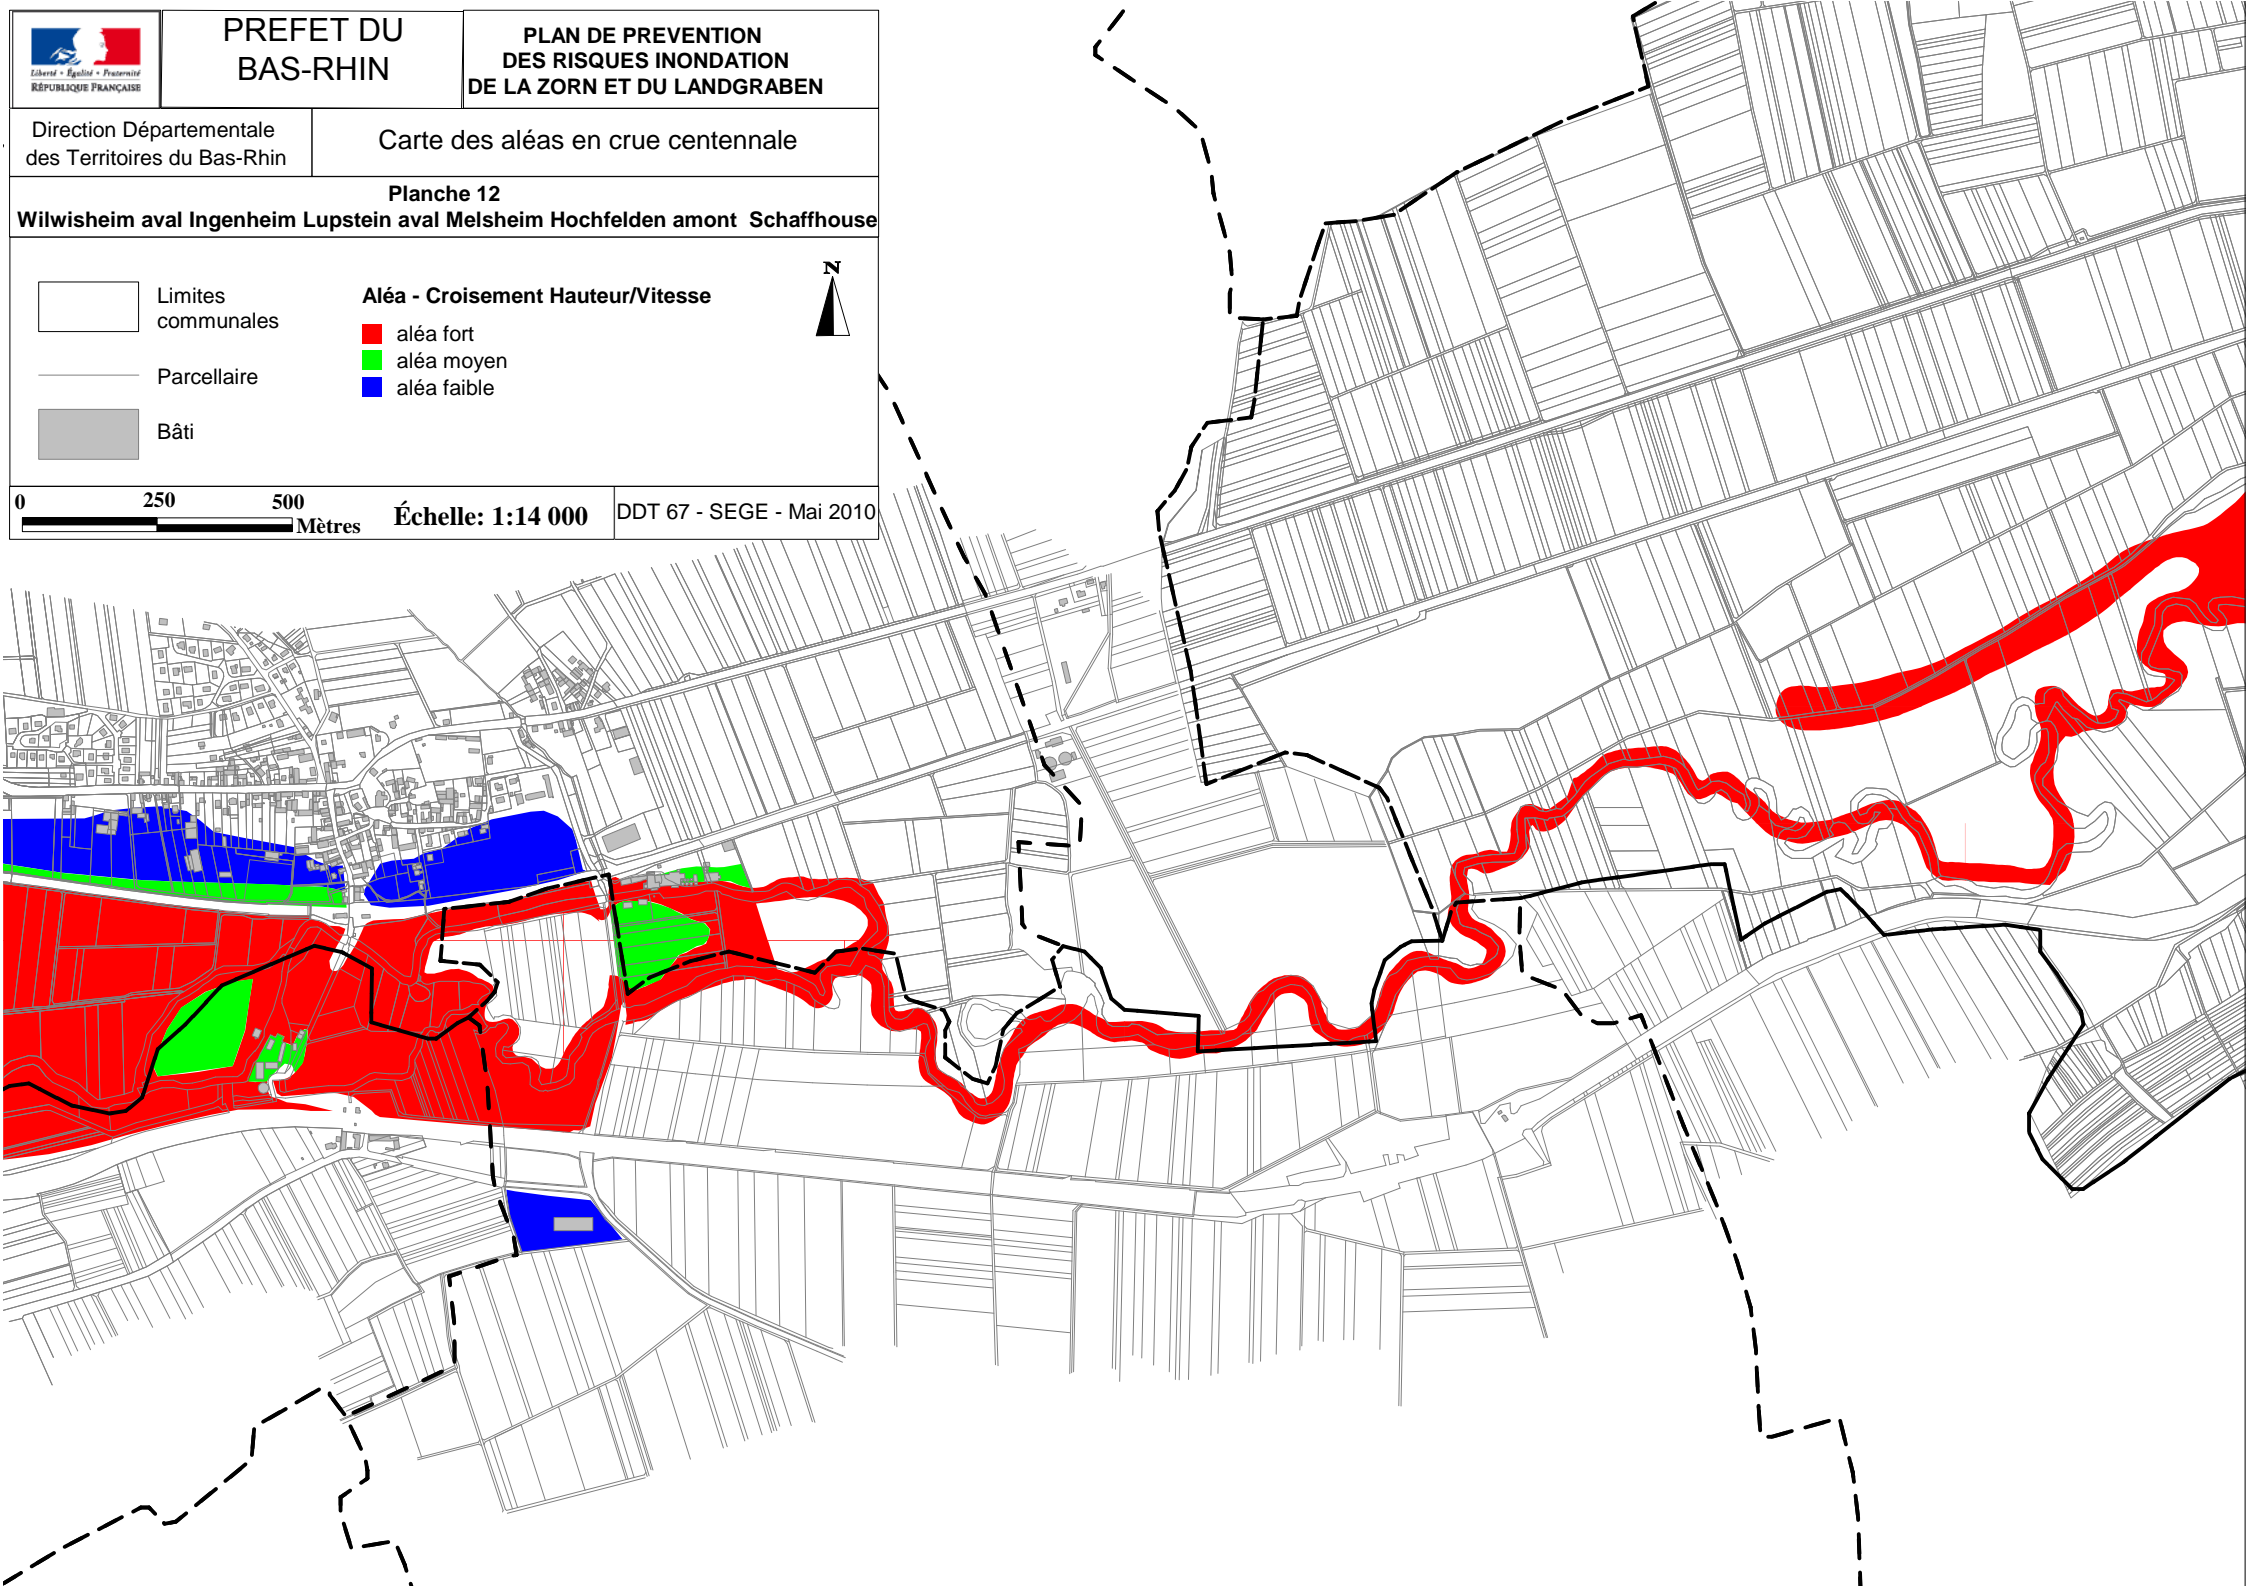 Liberté • Égalité • Fraternité
RÉPUBLIQUE FRANÇAISE
PREFET DU
BAS-RHIN
PLAN DE PREVENTION
DES RISQUES INONDATION
DE LA ZORN ET DU LANDGRABEN
Direction Départementale
des Territoires du Bas-Rhin
Carte des aléas en crue centennale
Planche 12
Wilwisheim aval Ingenheim Lupstein aval Melsheim Hochfelden amont Schaffhouse
Limites
communales
Parcellaire
Bâti
Aléa - Croisement Hauteur/Vitesse
aléa fort
aléa moyen
aléa faible
N
0 250 500
Mètres
Échelle: 1:14 000
DDT 67 - SEGE - Mai 2010